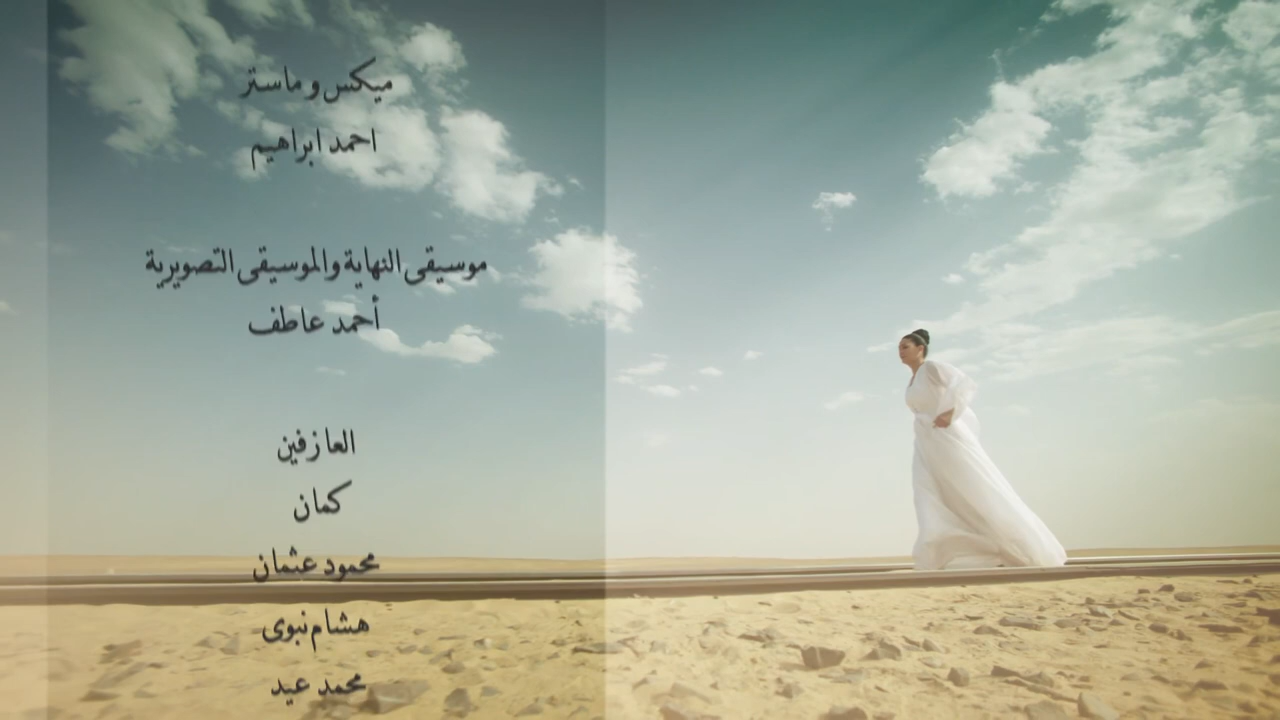 ميكس و ماستر
احمد ابراهيم
موسيقى النهاية والموسيقى التصويرية
أحمد عاطف
العازفين
كمان
محمود عثمان
هشام نبوى
محمد عيد